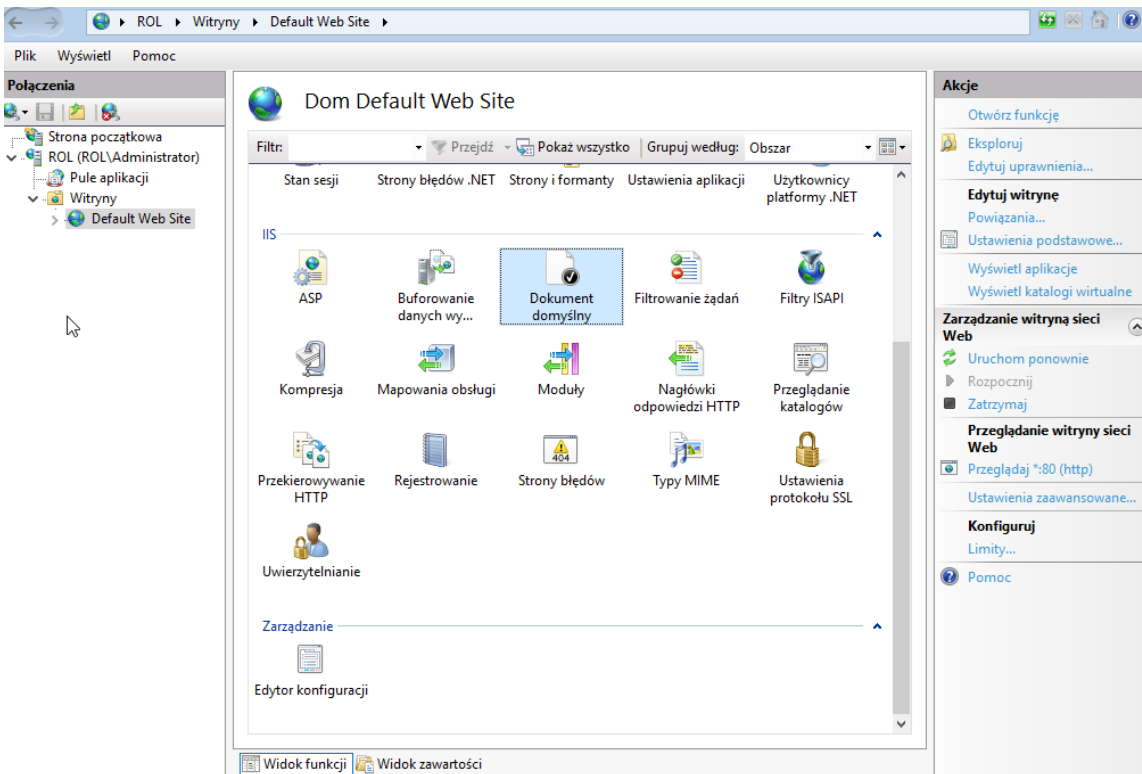 ROL Witryny Default Web Site
Plik Wyświetl Pomoc
Połączenia
Strona początkowa
ROL (ROL\Administrator)
Pule aplikacji
Witryny
Default Web Site
Dom Default Web Site
Filtr: Przejdź Pokaż wszystko Grupuj według: Obszar
Stan sesji
Strony błędów .NET
Strony i formanty
Ustawienia aplikacji
Użytkownicy
platformy .NET
IIS
ASP
Buforowanie
danych wy...
Dokument
domyślny
Filtrowanie żądań
Filtry ISAPI
Kompresja
Mapowania obsługi
Moduły
Nagłówki
odpowiedzi HTTP
Przeglądanie
katalogów
Przekierowywanie
HTTP
Rejestrowanie
404
Strony błędów
Typy MIME
Ustawienia
protokołu SSL
Uwierzytelnianie
Zarządzanie
Edytor konfiguracji
Widok funkcji Widok zawartości
Akcje
Otwórz funkcję
Eksploruj
Edytuj uprawnienia...
Edytuj witrynę
Powiązania...
Ustawienia podstawowe...
Wyświetl aplikacje
Wyświetl katalogi wirtualne
Zarządzanie witryną sieci
Web
Uruchom ponownie
Rozpocznij
Zatrzymaj
Przeglądanie witryny sieci
Web
Przeglądaj *:80 (http)
Ustawienia zaawansowane...
Konfiguruj
Limity...
Pomoc